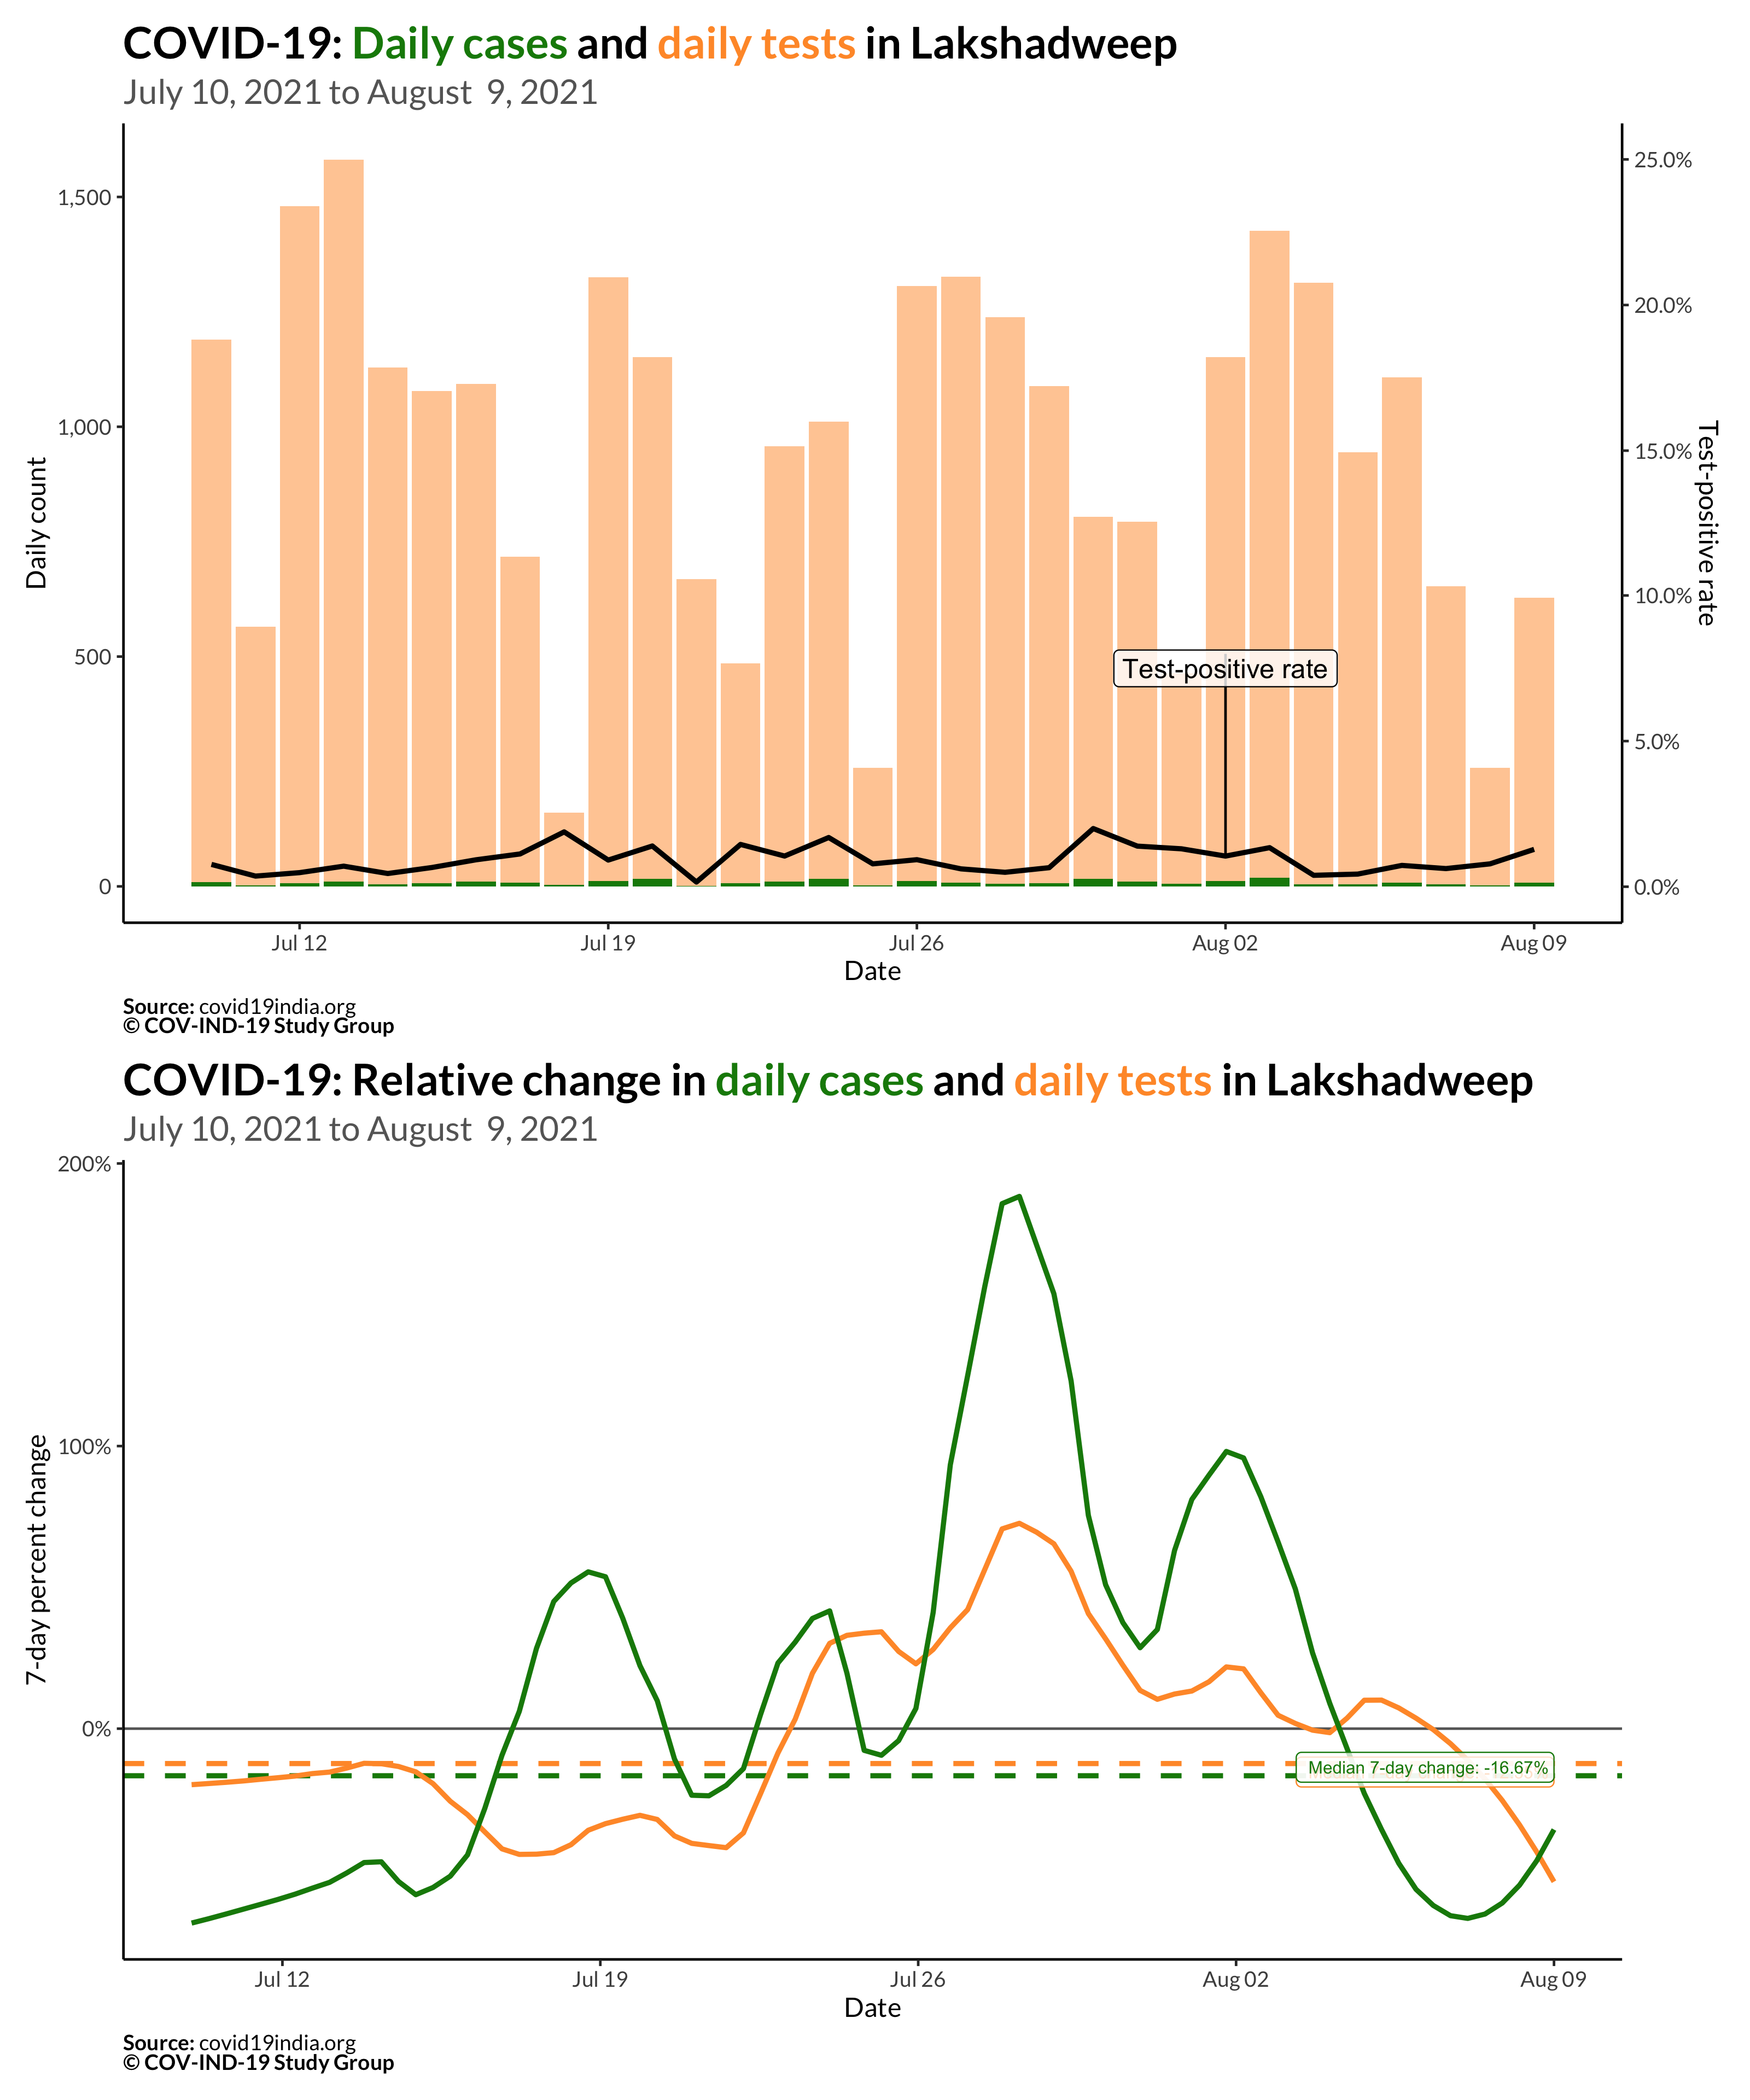 COVID-19: Daily cases and daily tests in Lakshadweep
July 10, 2021 to August  9, 2021
1,500
1,000
500
0
Daily count
25.0%
20.0%
15.0%
10.0%
5.0%
0.0%
Test-positive rate
Test-positive rate
Jul 12
Jul 19
Jul 26
Aug 02
Aug 09
Date
Source: covid19india.org
© COV-IND-19 Study Group
COVID-19: Relative change in daily cases and daily tests in Lakshadweep
July 10, 2021 to August  9, 2021
200%
100%
0%
7-day percent change
Median 7-day change: -16.67%
Jul 12
Jul 19
Jul 26
Aug 02
Aug 09
Date
Source: covid19india.org
© COV-IND-19 Study Group